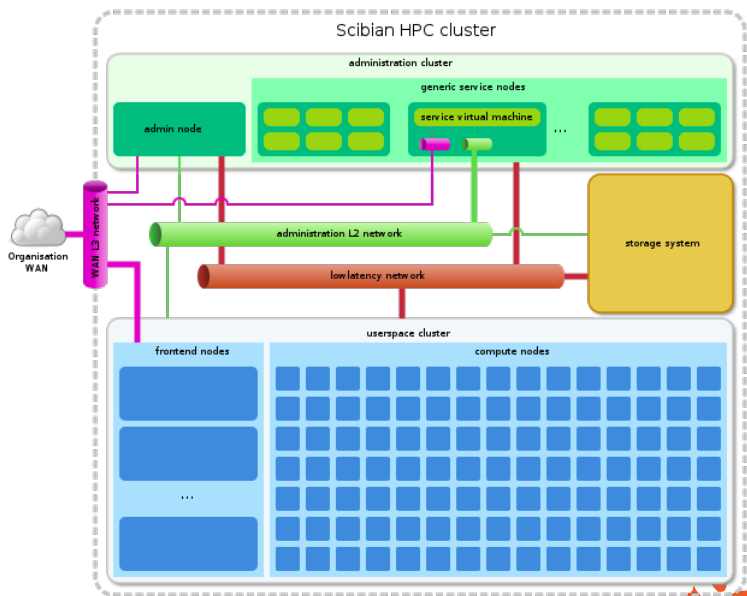 Scibian HPC cluster
administration cluster
generic service nodes
admin node
service virtual machine
...
WAN L3 network
Organisation
WAN
administration L2 network
storage system
lowlatency network
userspace cluster
frontend nodes
compute nodes
...